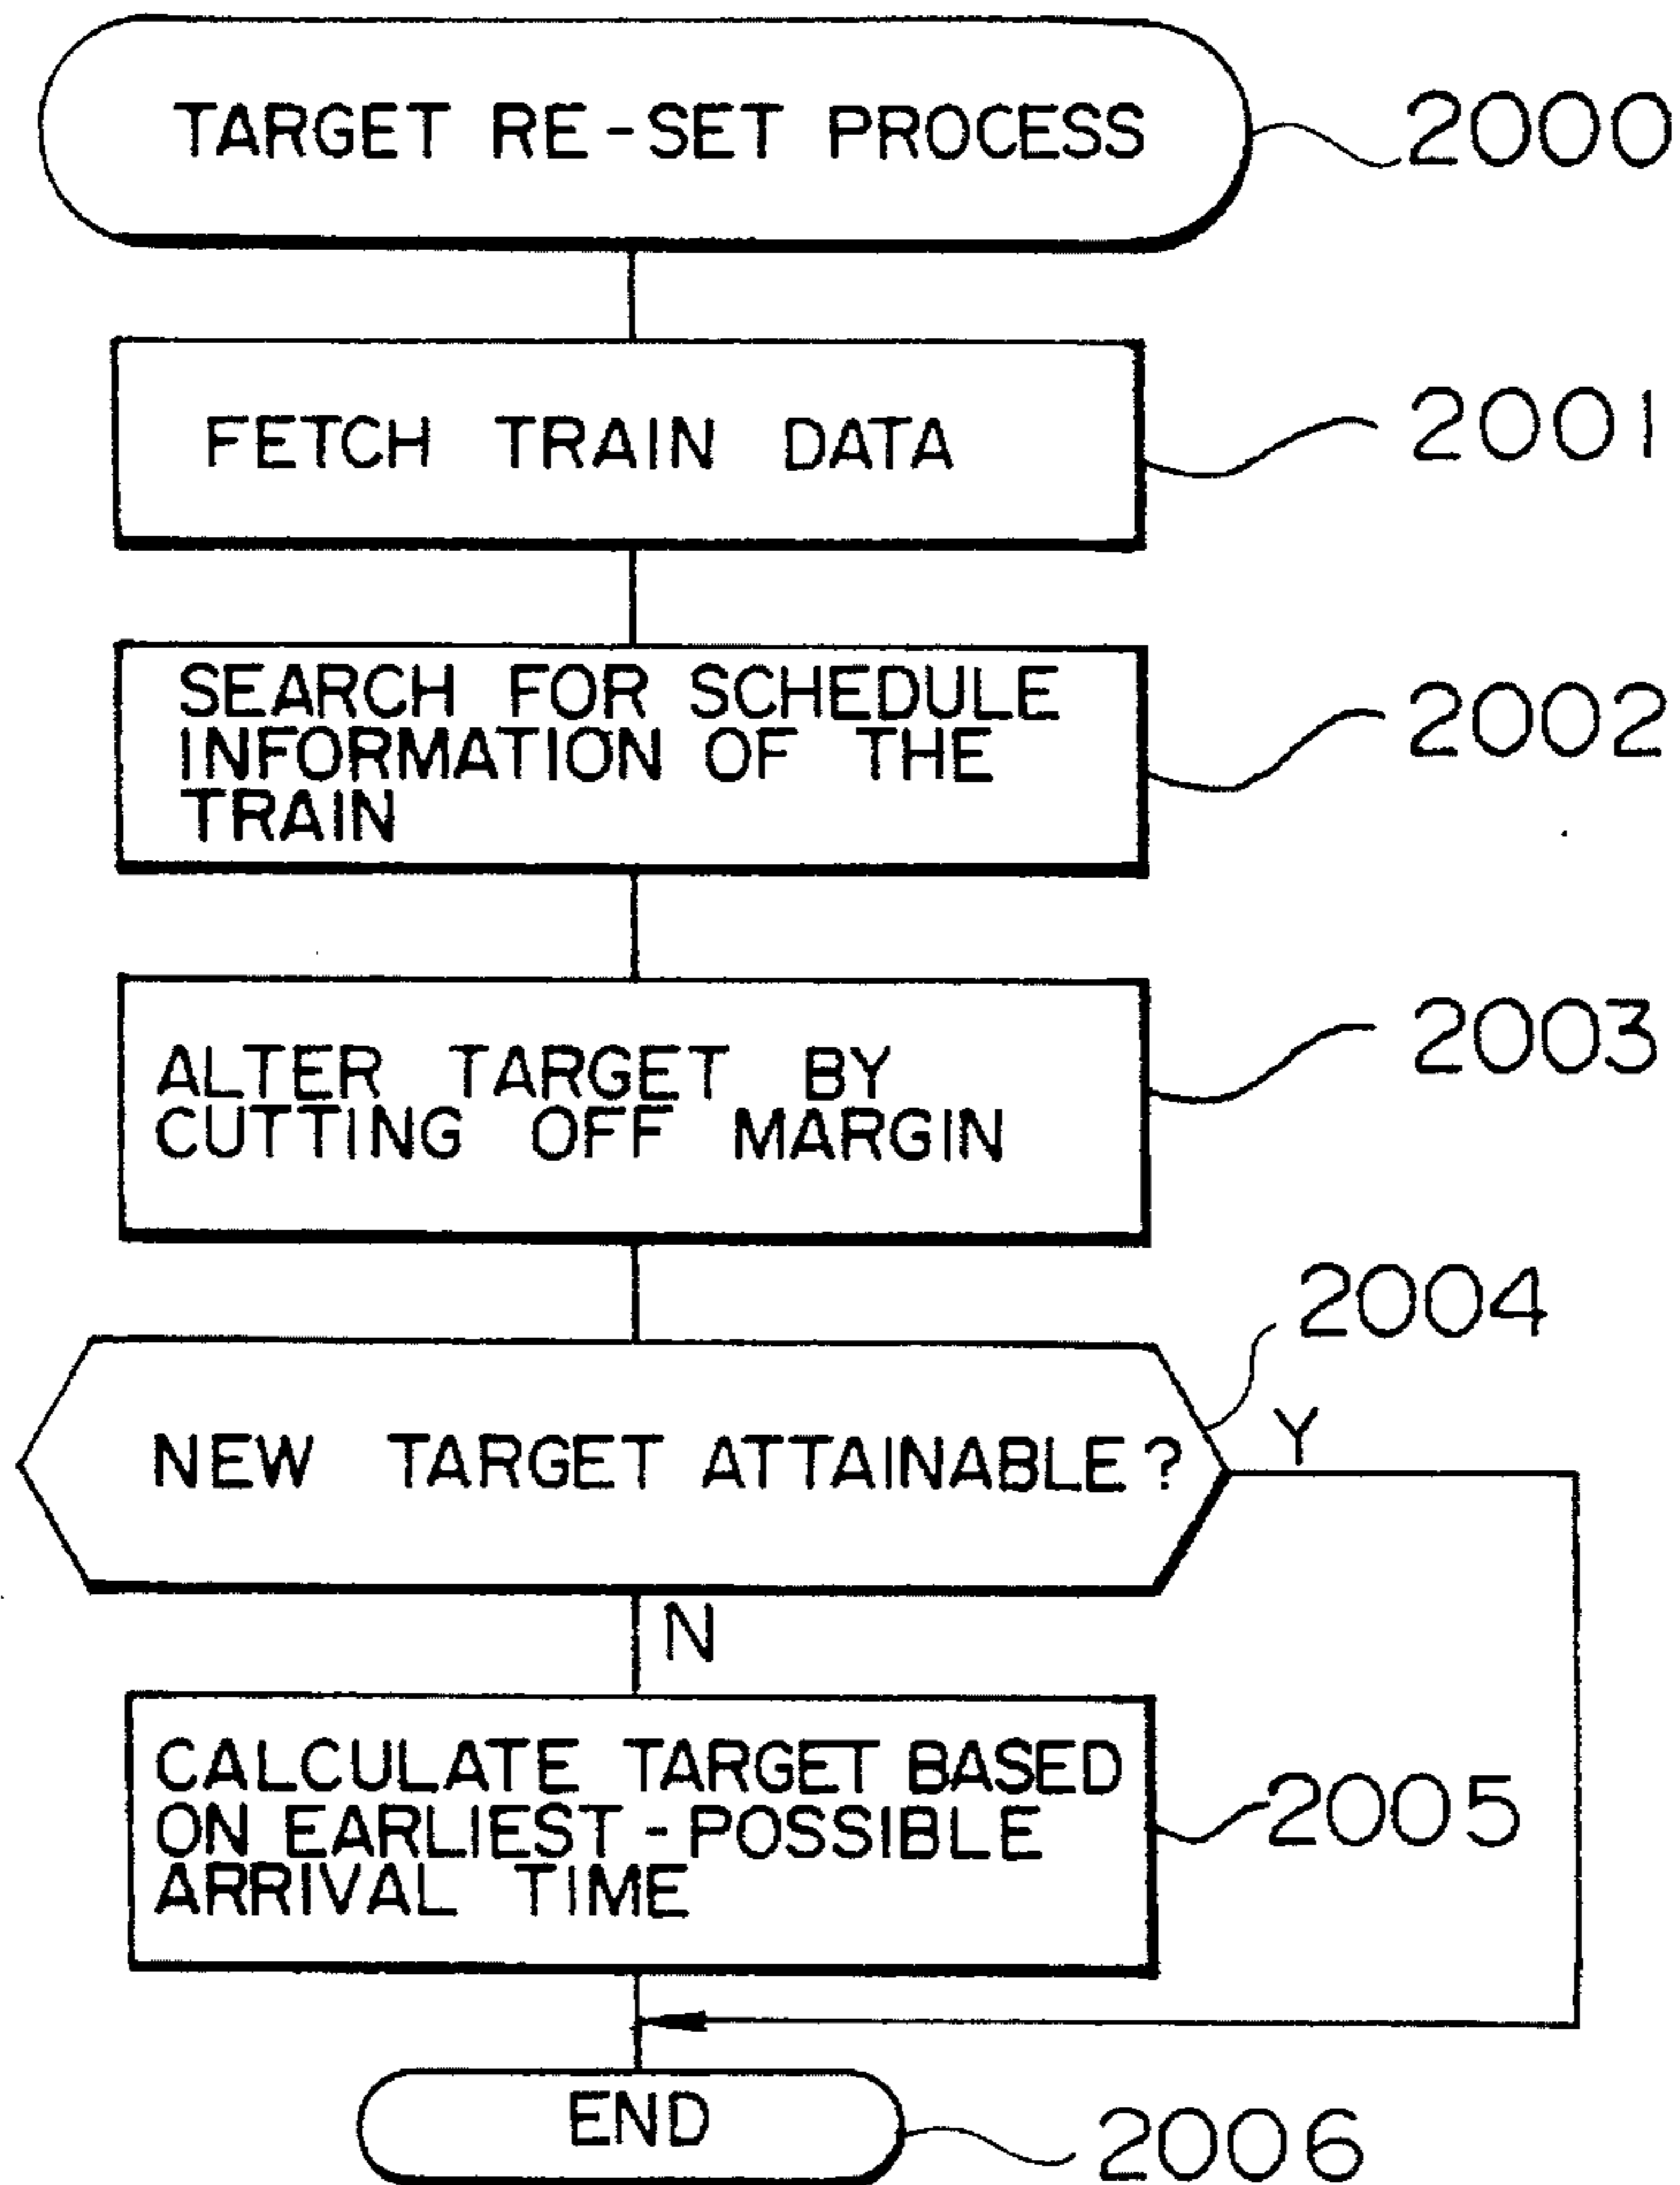 TARGET RE-SET PROCESS
2000
FETCH TRAIN DATA
2001
SEARCH FOR SCHEDULE
INFORMATION OF THE
TRAIN
2002
ALTER TARGET BY
CUTTING OFF MARGIN
2003
2004
NEW TARGET ATTAINABLE?
Y
N
CALCULATE TARGET BASED
ON EARLIEST-POSSIBLE
ARRIVAL TIME
2005
END
2006